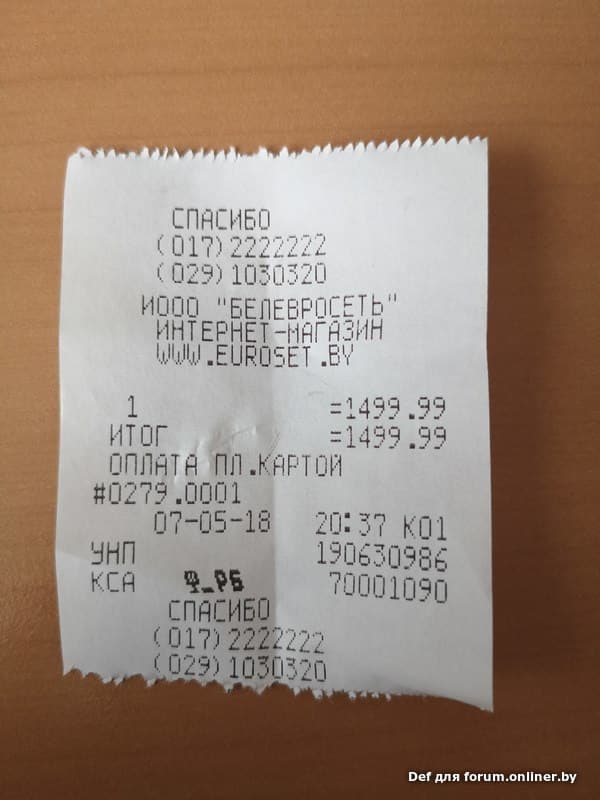 СПАСИБО
(017)2222222
(029)1030320
ИООО "БЕЛЕВРОСЕТЬ"
ИНТЕРНЕТ-МАГАЗИН
WWW.EUROSET.BY
1 =1499.99
ИТОГ =1499.99
ОПЛАТА ПЛ.КАРТОЙ
#0279.0001
07-05-18 20:37 К01
УНП 190630986
КСА Ф_РБ 70001090
СПАСИБО
(017)2222222
(029)1030320
Def для forum.onliner.by